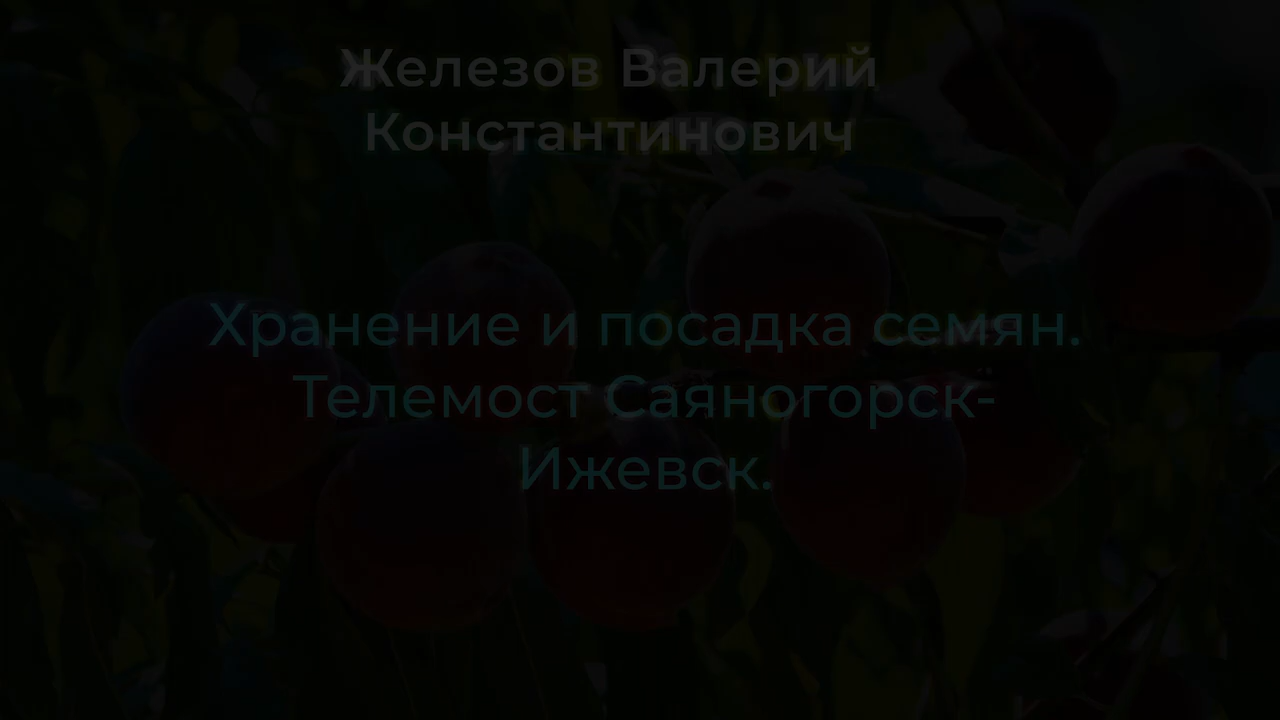 Железов Валерий
Константинович
Хранение и посадка семян.
Телемост Саяногорск-
Ижевск.